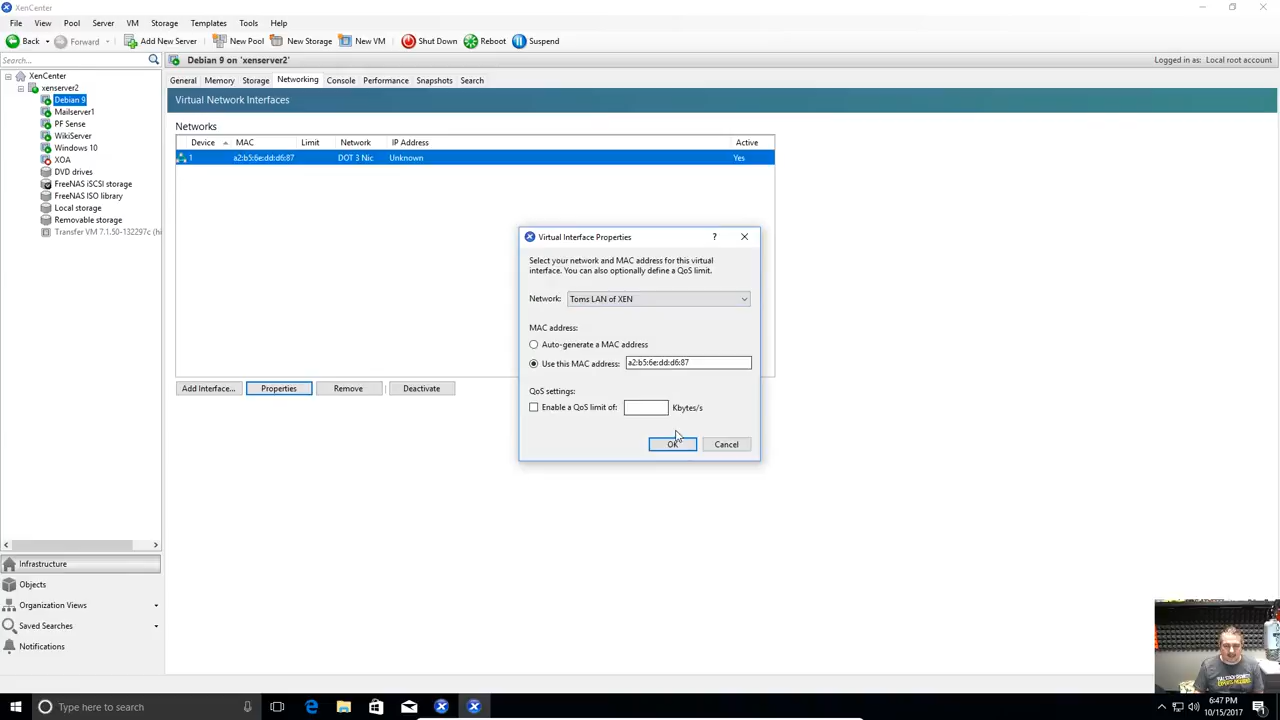 XenCenter
File View Pool Server VM Storage Templates Tools Help
Back Forward Add New Server New Pool New Storage New VM Shut Down Reboot Suspend
Search...
Debian 9 on 'xenserver2'
Logged in as: Local root account
XenCenter
xenserver2
Debian 9
Mailserver1
PF Sense
WikiServer
Windows 10
XOA
DVD drives
FreeNAS iSCSI storage
FreeNAS ISO library
Local storage
Removable storage
Transfer VM 7.1.50-132297c (hi
General Memory Storage Networking Console Performance Snapshots Search
Virtual Network Interfaces
Networks
Device MAC Limit Network IP Address Active
1 a2:b5:6e:dd:d6:87 DOT 3 Nic Unknown Yes
Add Interface... Properties Remove Deactivate
Virtual Interface Properties ?
Select your network and MAC address for this virtual
interface. You can also optionally define a QoS limit.
Network: Toms LAN of XEN
MAC address:
Auto-generate a MAC address
Use this MAC address: a2:b5:6e:dd:d6:87
QoS settings:
Enable a QoS limit of: Kbytes/s
OK Cancel
Infrastructure
Objects
Organization Views
Saved Searches
Notifications
Type here to search
6:47 PM
10/15/2017
1